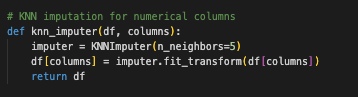 # KNN imputation for numerical columns
def knn_imputer(df, columns):
    imputer = KNNImputer(n_neighbors=5)
    df[columns] = imputer.fit_transform(df[columns])
    return df